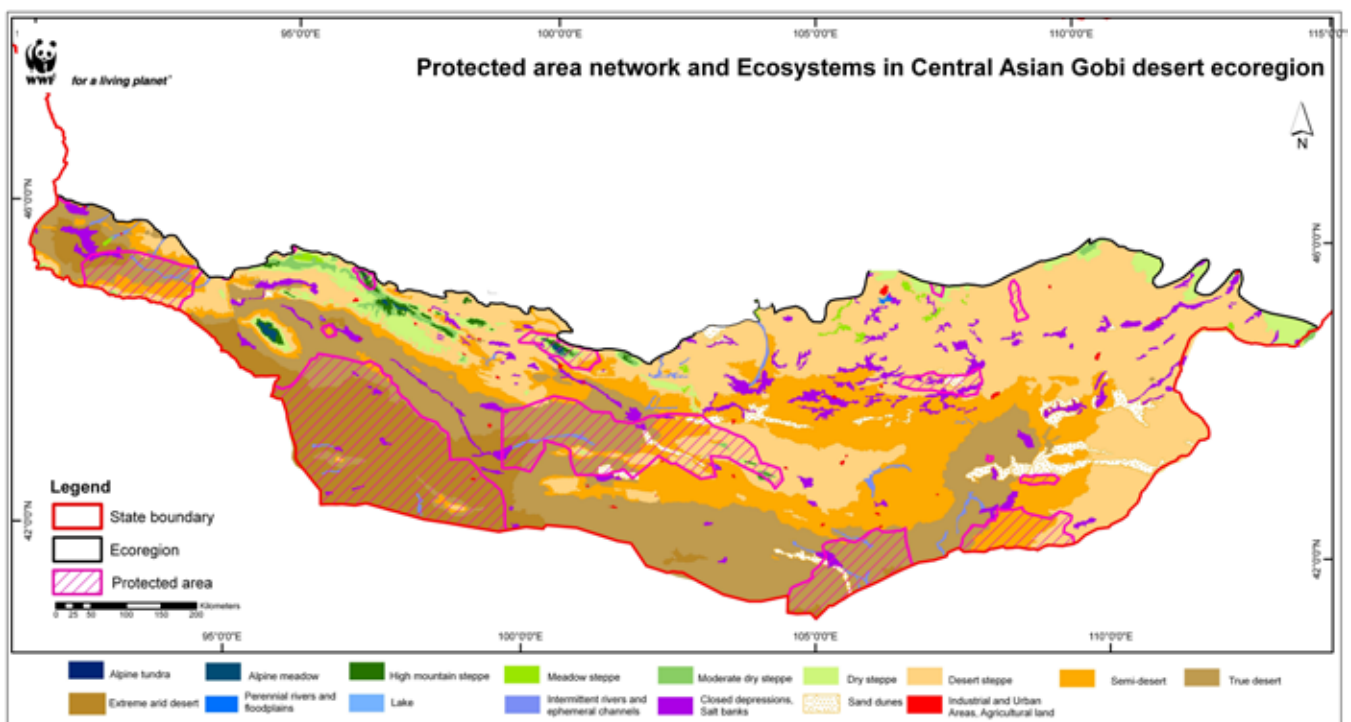 95°0'0"E 100°0'0"E 105°0'0"E 110°0'0"E 115°0'0"E
WWF for a living planet™
Protected area network and Ecosystems in Central Asian Gobi desert ecoregion
N
46°0'0"N 46°0'0"N
Legend
State boundary
Ecoregion
Protected area
0 25 50 100 150 200 Kilometers
42°0'0"N 42°0'0"N
95°0'0"E 100°0'0"E 105°0'0"E 110°0'0"E
Alpine tundra Alpine meadow High mountain steppe Meadow steppe Moderate dry steppe Dry steppe Desert steppe Semi-desert True desert
Extreme arid desert Perennial rivers and floodplains Lake Intermittent rivers and ephemeral channels Closed depressions, Salt banks Sand dunes Industrial and Urban Areas, Agricultural land